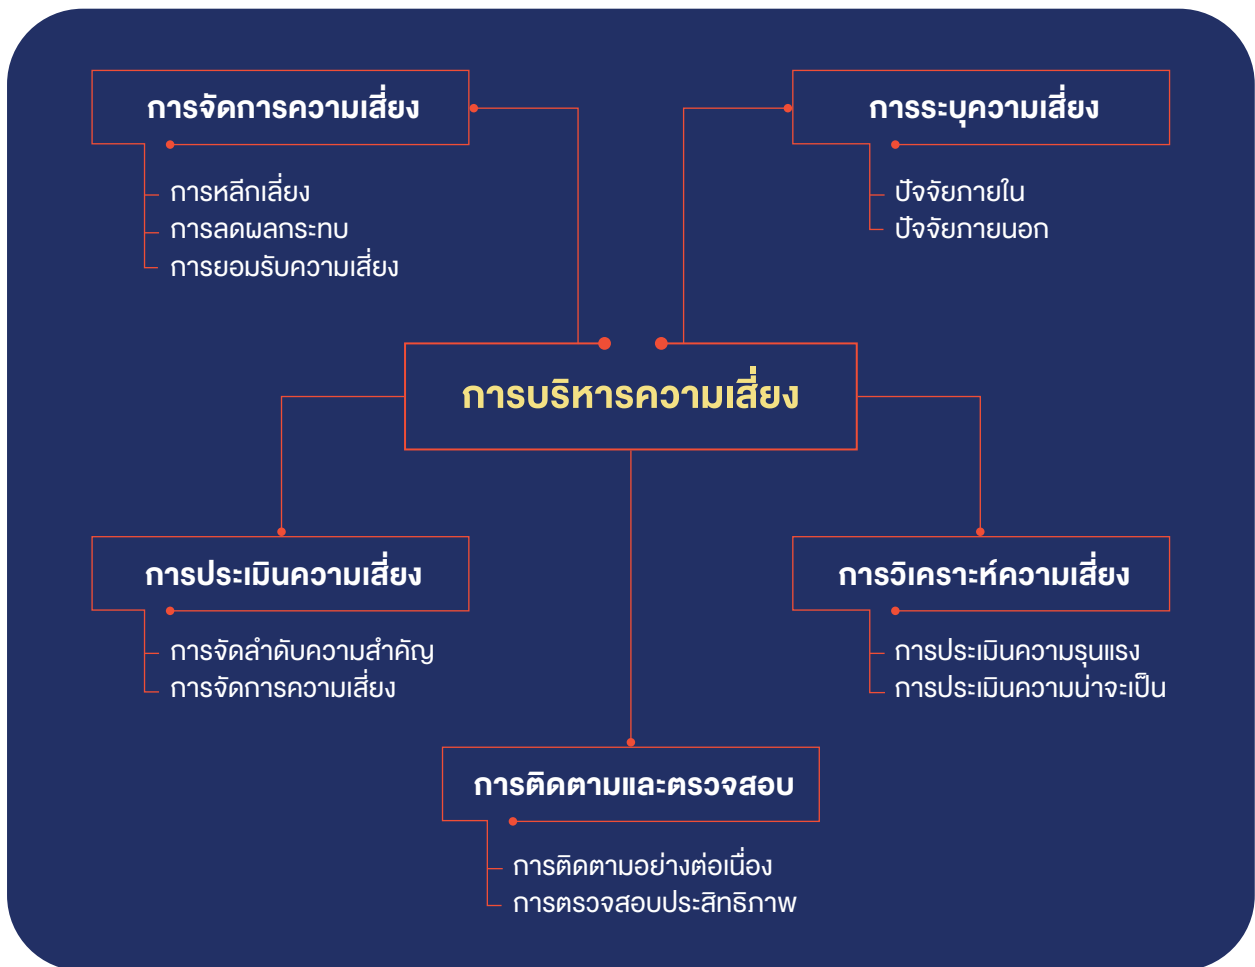 การจัดการความเสี่ยง
การหลีกเลี่ยง
การลดผลกระทบ
การยอมรับความเสี่ยง
การระบุความเสี่ยง
ปัจจัยภายใน
ปัจจัยภายนอก
การบริหารความเสี่ยง
การประเมินความเสี่ยง
การจัดลำดับความสำคัญ
การจัดการความเสี่ยง
การวิเคราะห์ความเสี่ยง
การประเมินความรุนแรง
การประเมินความน่าจะเป็น
การติดตามและตรวจสอบ
การติดตามอย่างต่อเนื่อง
การตรวจสอบประสิทธิภาพ